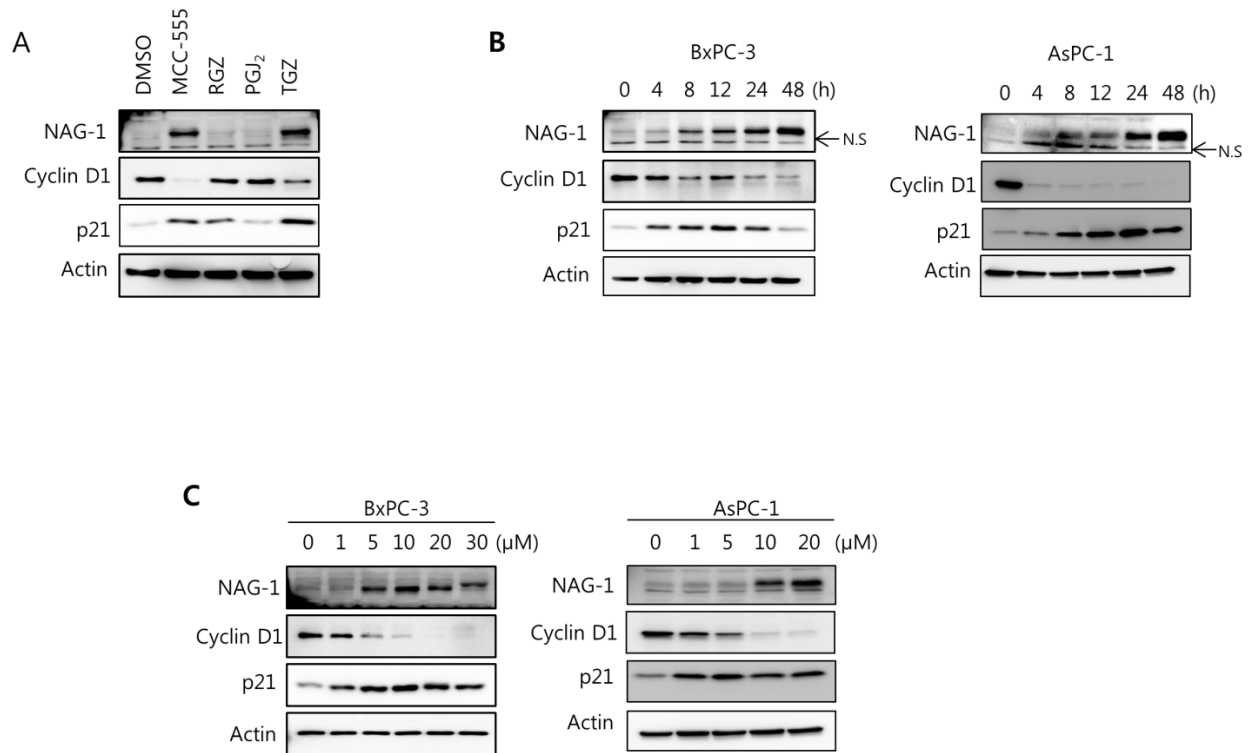 A
DMSO
MCC-555
RGZ
PGJ₂
TGZ
NAG-1
Cyclin D1
p21
Actin
B
BxPC-3
0 4 8 12 24 48 (h)
NAG-1
N.S
Cyclin D1
p21
Actin
AsPC-1
0 4 8 12 24 48 (h)
NAG-1
N.S
Cyclin D1
p21
Actin
C
BxPC-3
0 1 5 10 20 30 (μM)
NAG-1
Cyclin D1
p21
Actin
AsPC-1
0 1 5 10 20 (μM)
NAG-1
Cyclin D1
p21
Actin